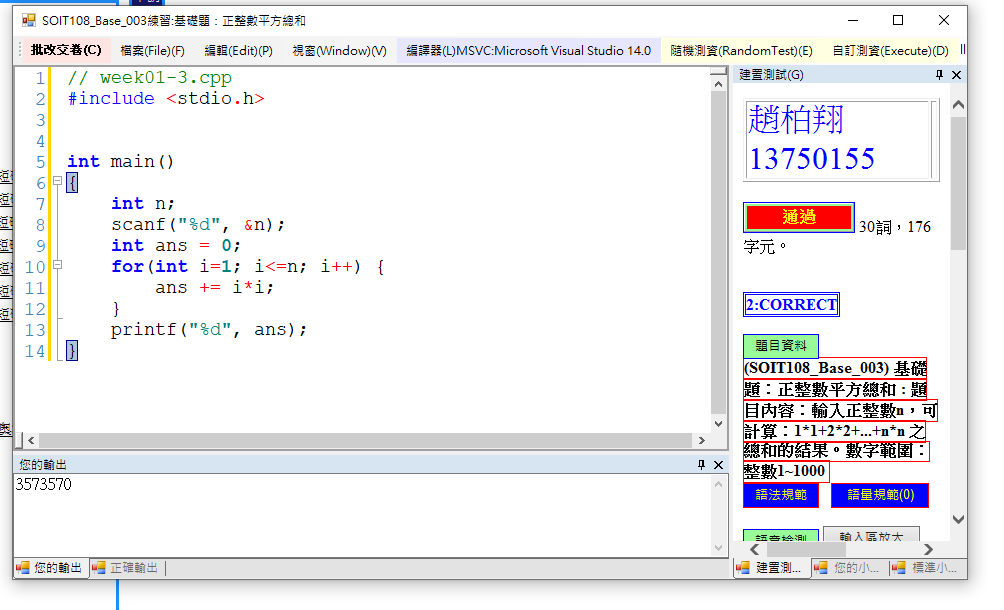 SOIT108_Base_003練習:基礎題：正整數平方總和
批改交卷(C) 檔案(File)(F) 編輯(Edit)(P) 視窗(Window)(V) 編譯器(L)MSVC:Microsoft Visual Studio 14.0 隨機測資(RandomTest)(E) 自訂測資(Execute)(D)
1 // week01-3.cpp
2 #include <stdio.h>
3
4
5 int main()
6 {
7 int n;
8 scanf("%d", &n);
9 int ans = 0;
10 for(int i=1; i<=n; i++) {
11 ans += i*i;
12 }
13 printf("%d", ans);
14 }
您的輸出
3573570
您的輸出 正確輸出
建置測試(G)
趙柏翔
13750155
通過 30詞，176
字元。
2:CORRECT
題目資料
(SOIT108_Base_003) 基礎
題：正整數平方總和 : 題
目內容：輸入正整數n，可
計算：1*1+2*2+...+n*n 之
總和的結果。數字範圍：
整數1~1000
語法規範 語量規範(0)
語意檢測 輸入區放大
建置測... 您的小... 標準小...